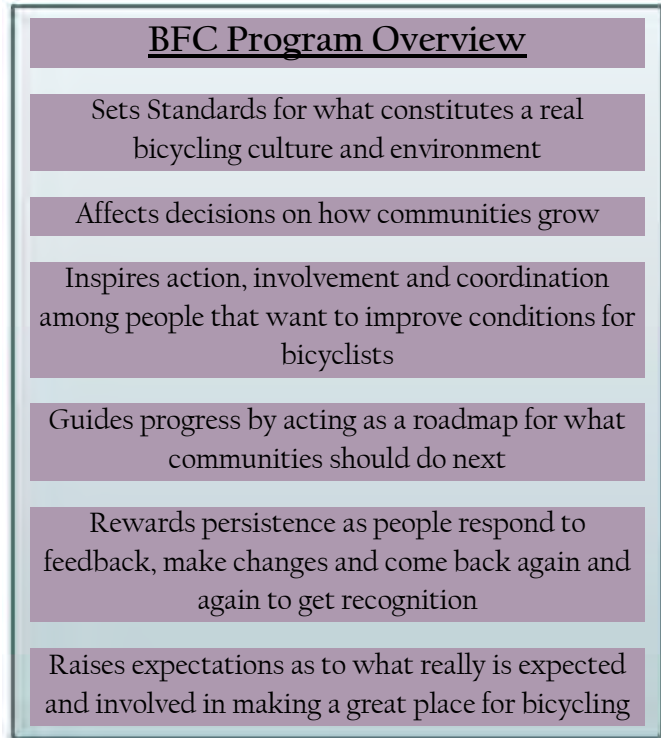 BFC Program Overview
Sets Standards for what constitutes a real
bicycling culture and environment
Affects decisions on how communities grow
Inspires action, involvement and coordination
among people that want to improve conditions for
bicyclists
Guides progress by acting as a roadmap for what
communities should do next
Rewards persistence as people respond to
feedback, make changes and come back again and
again to get recognition
Raises expectations as to what really is expected
and involved in making a great place for bicycling